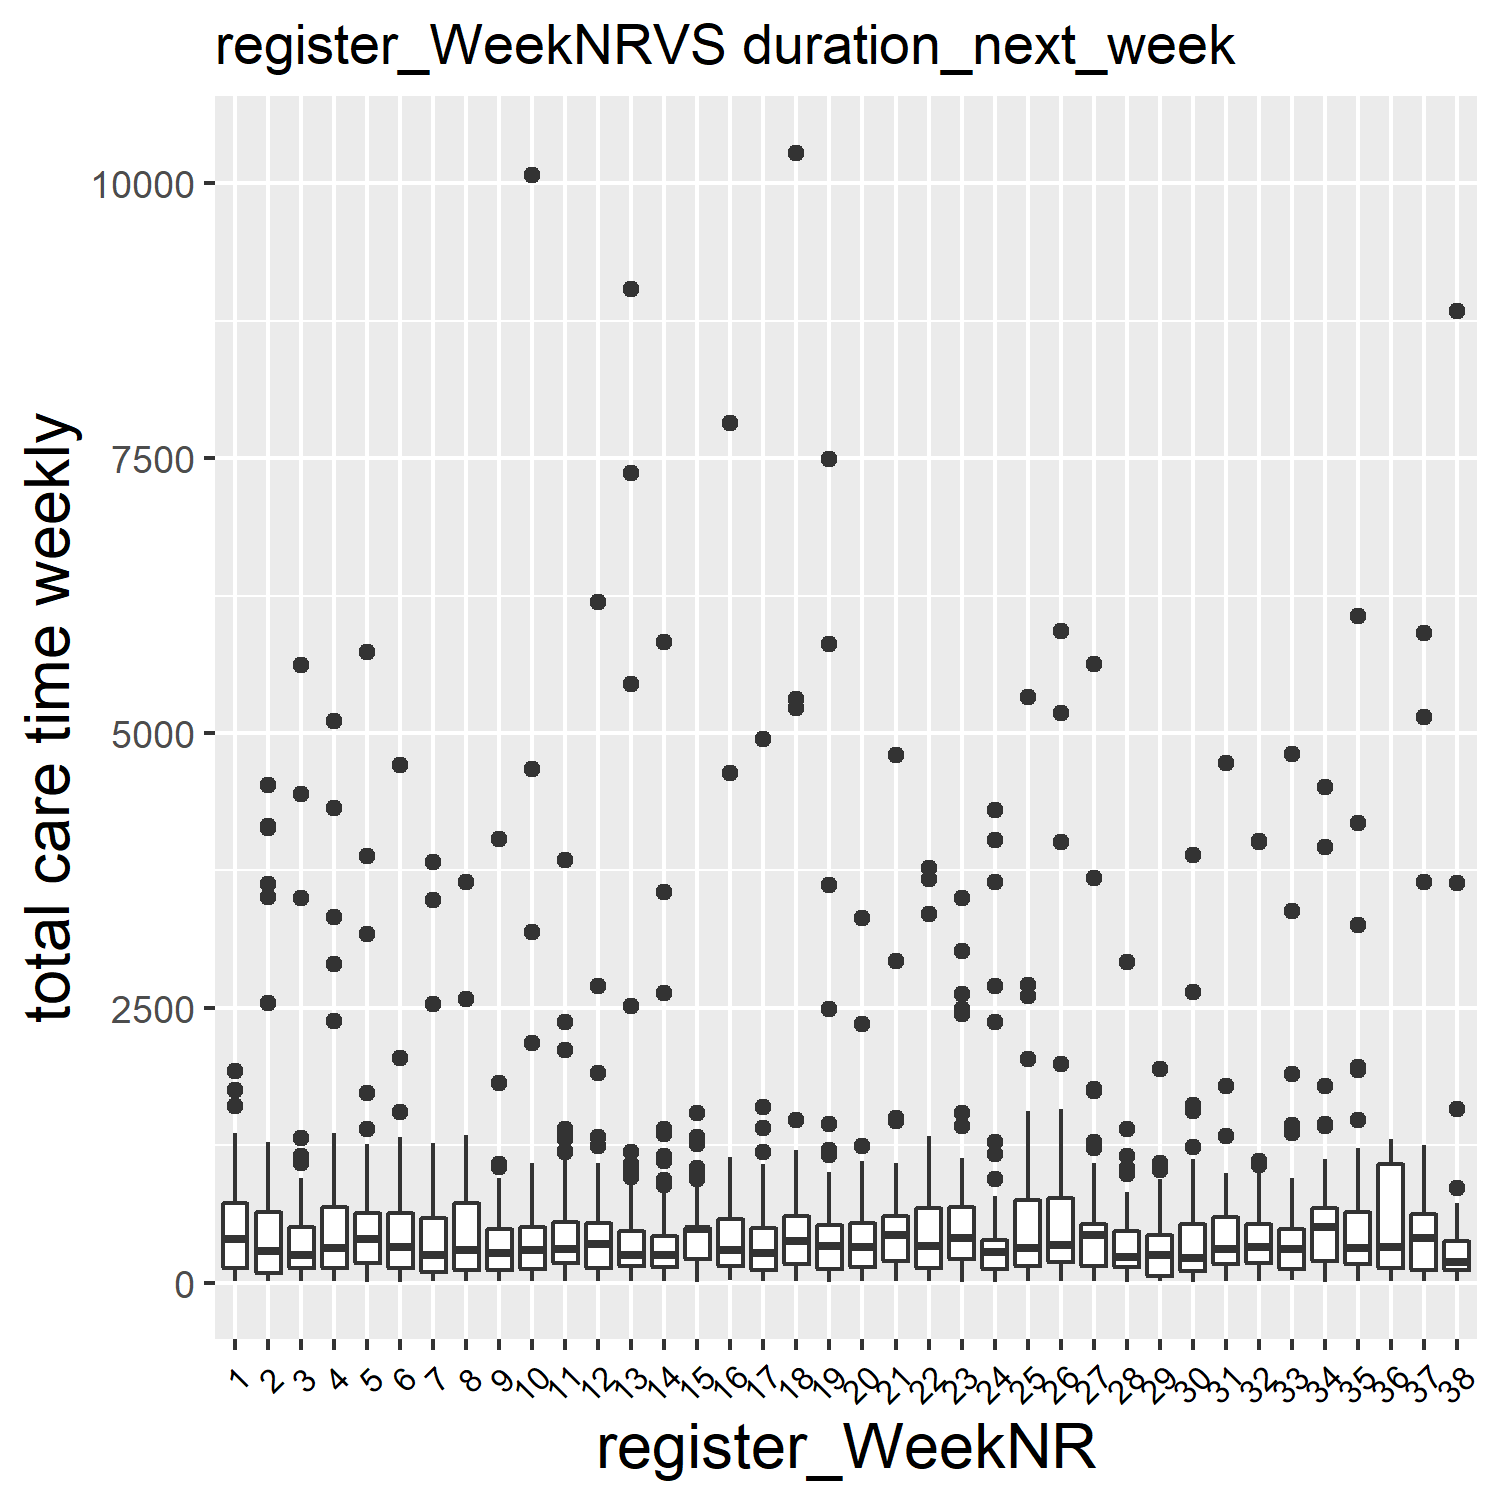 register_WeekNRVS duration_next_week
total care time weekly
10000
7500
5000
2500
0
1 2 3 4 5 6 7 8 9 10 11 12 13 14 15 16 17 18 19 20 21 22 23 24 25 26 27 28 29 30 31 32 33 34 35 36 37 38
register_WeekNR